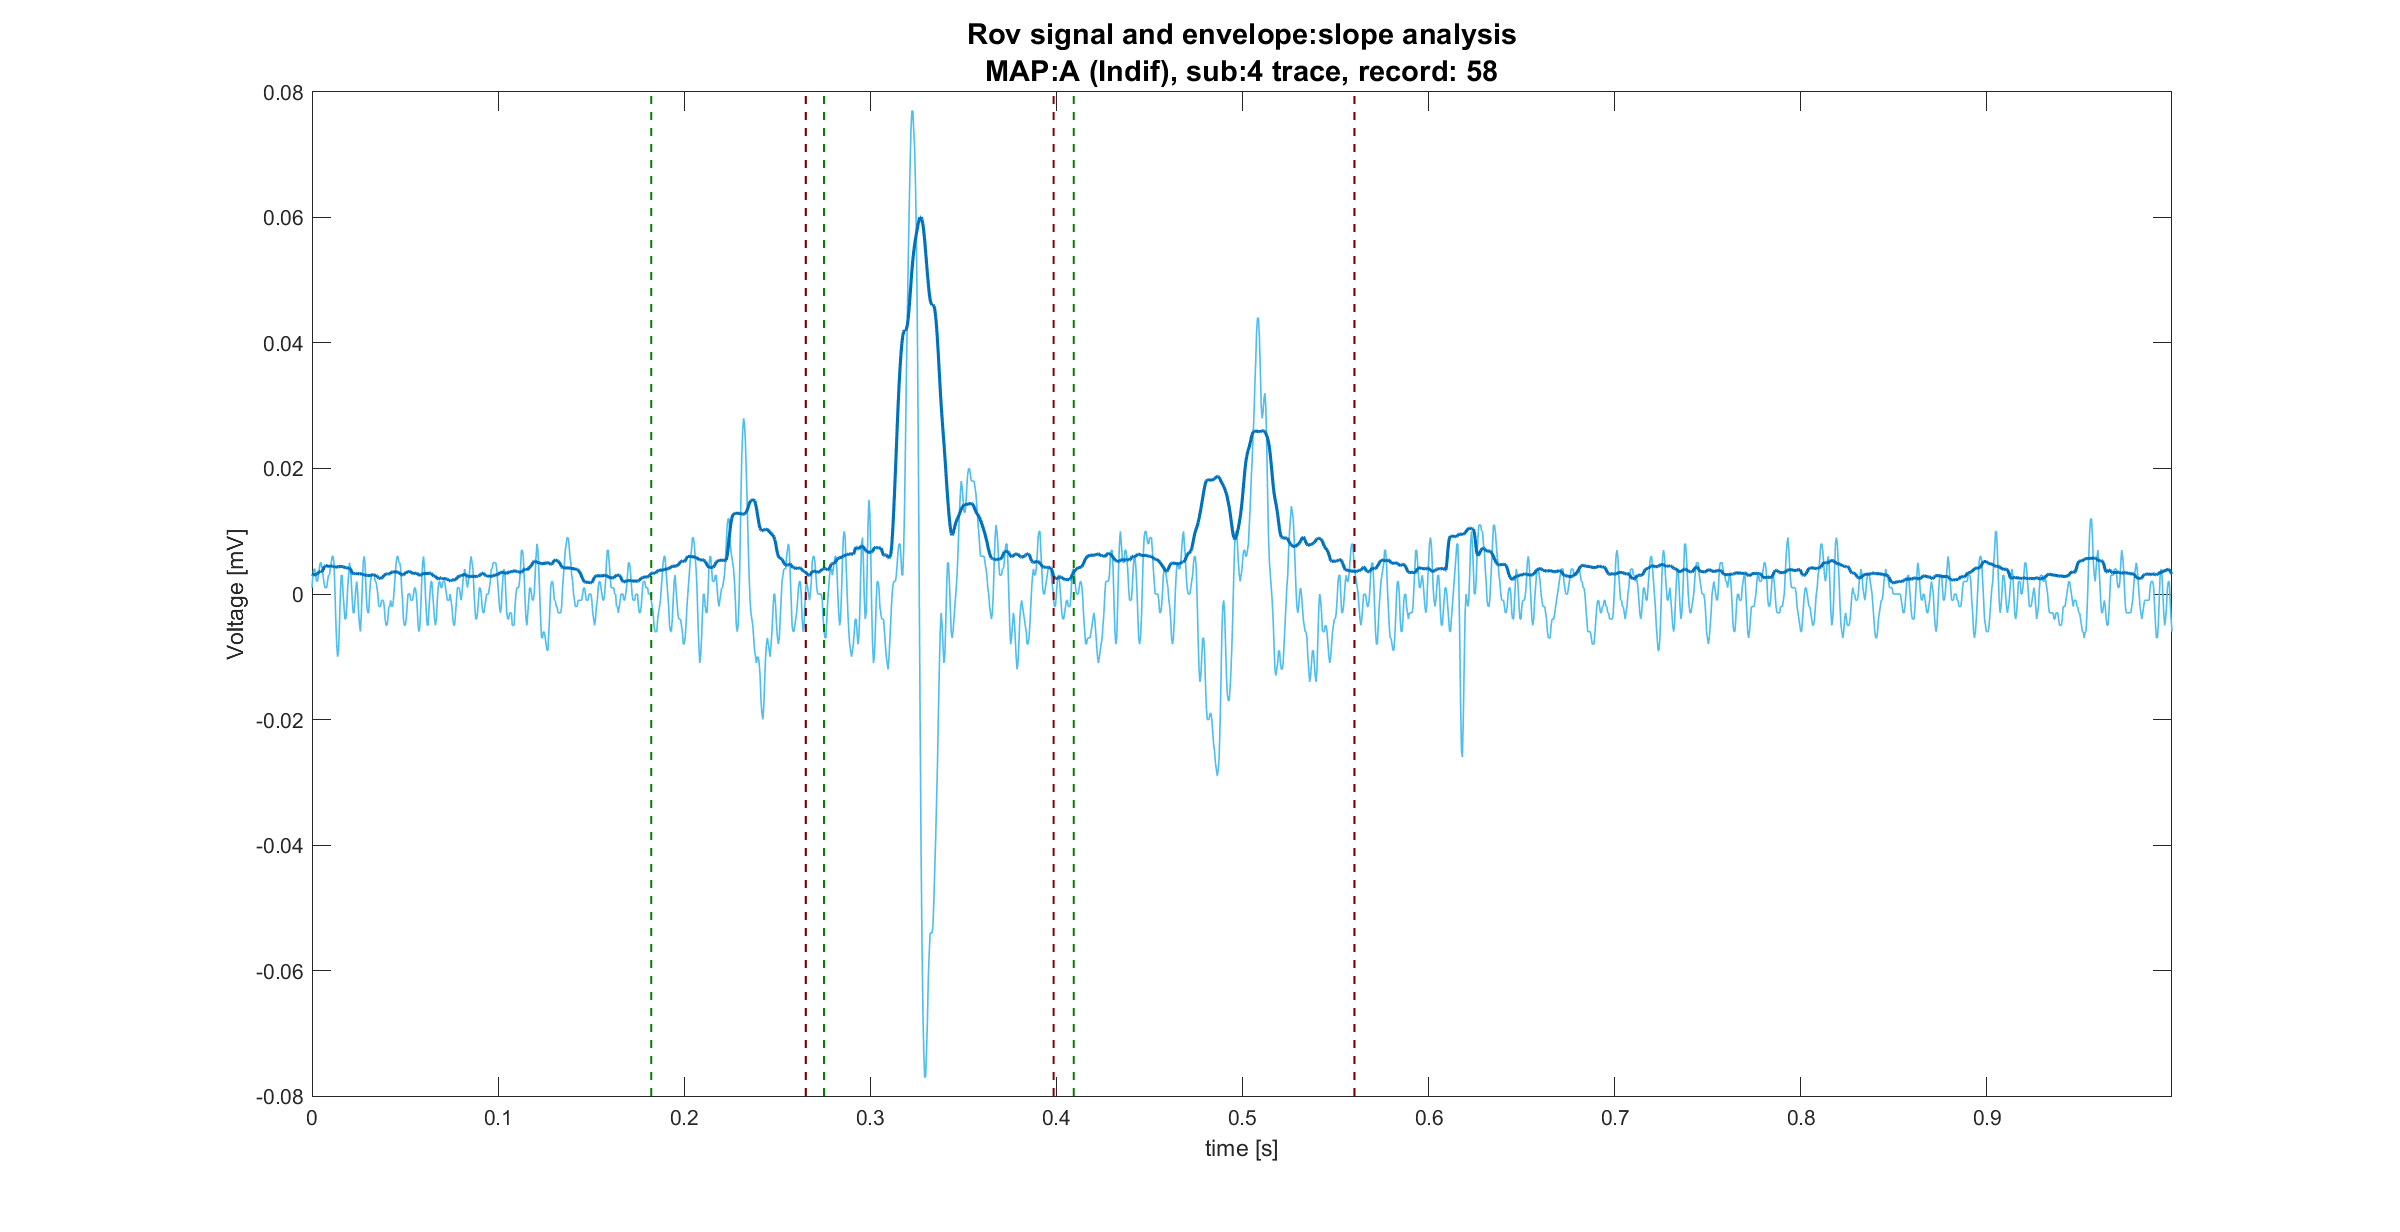 Rov signal and envelope:slope analysis
MAP:A (Indif), sub:4 trace, record: 58
0.08
0.06
0.04
0.02
0
-0.02
-0.04
-0.06
-0.08
Voltage [mV]
0 0.1 0.2 0.3 0.4 0.5 0.6 0.7 0.8 0.9
time [s]